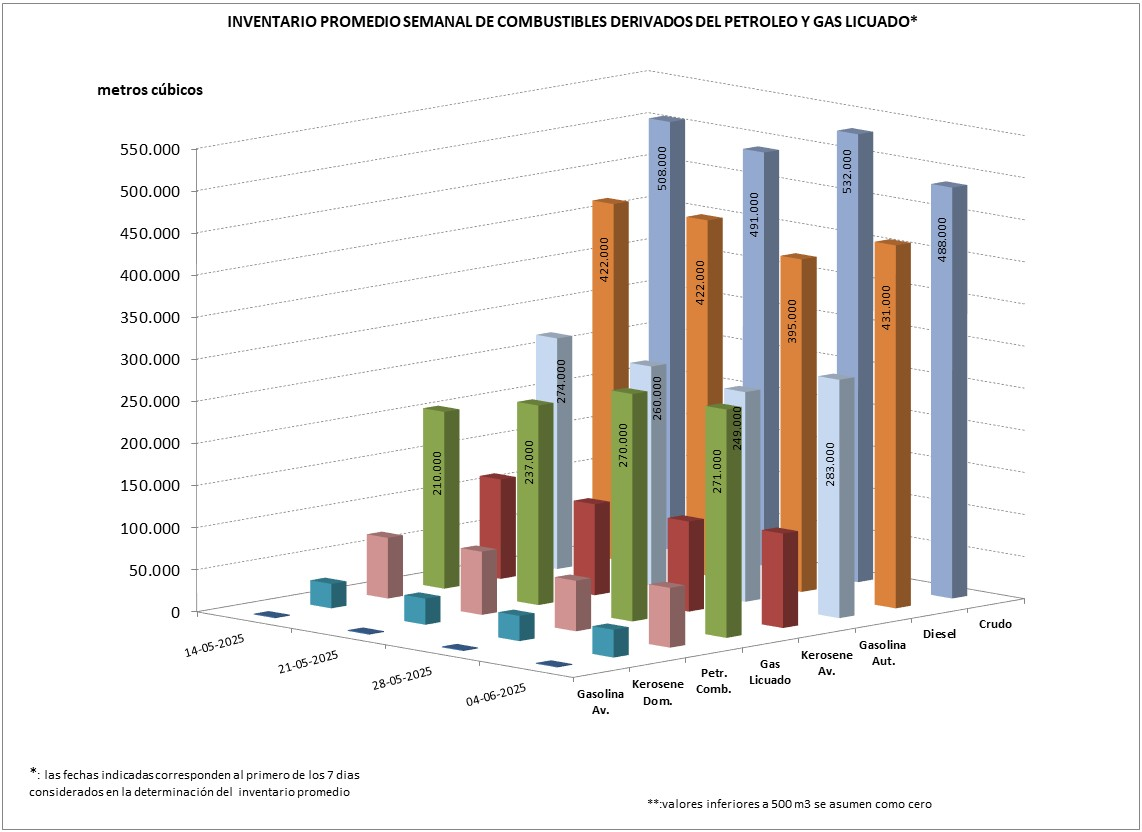 INVENTARIO PROMEDIO SEMANAL DE COMBUSTIBLES DERIVADOS DEL PETROLEO Y GAS LICUADO*
metros cúbicos
550.000
500.000
450.000
400.000
350.000
300.000
250.000
200.000
150.000
100.000
50.000
0
508.000
491.000
532.000
488.000
422.000
422.000
395.000
431.000
274.000
260.000
249.000
283.000
210.000
237.000
270.000
271.000
14-05-2025
21-05-2025
28-05-2025
04-06-2025
Gasolina
Av.
Kerosene
Dom.
Petr.
Comb.
Gas
Licuado
Kerosene
Av.
Gasolina
Aut.
Diesel
Crudo
*: las fechas indicadas corresponden al primero de los 7 dias
considerados en la determinación del inventario promedio
**:valores inferiores a 500 m3 se asumen como cero